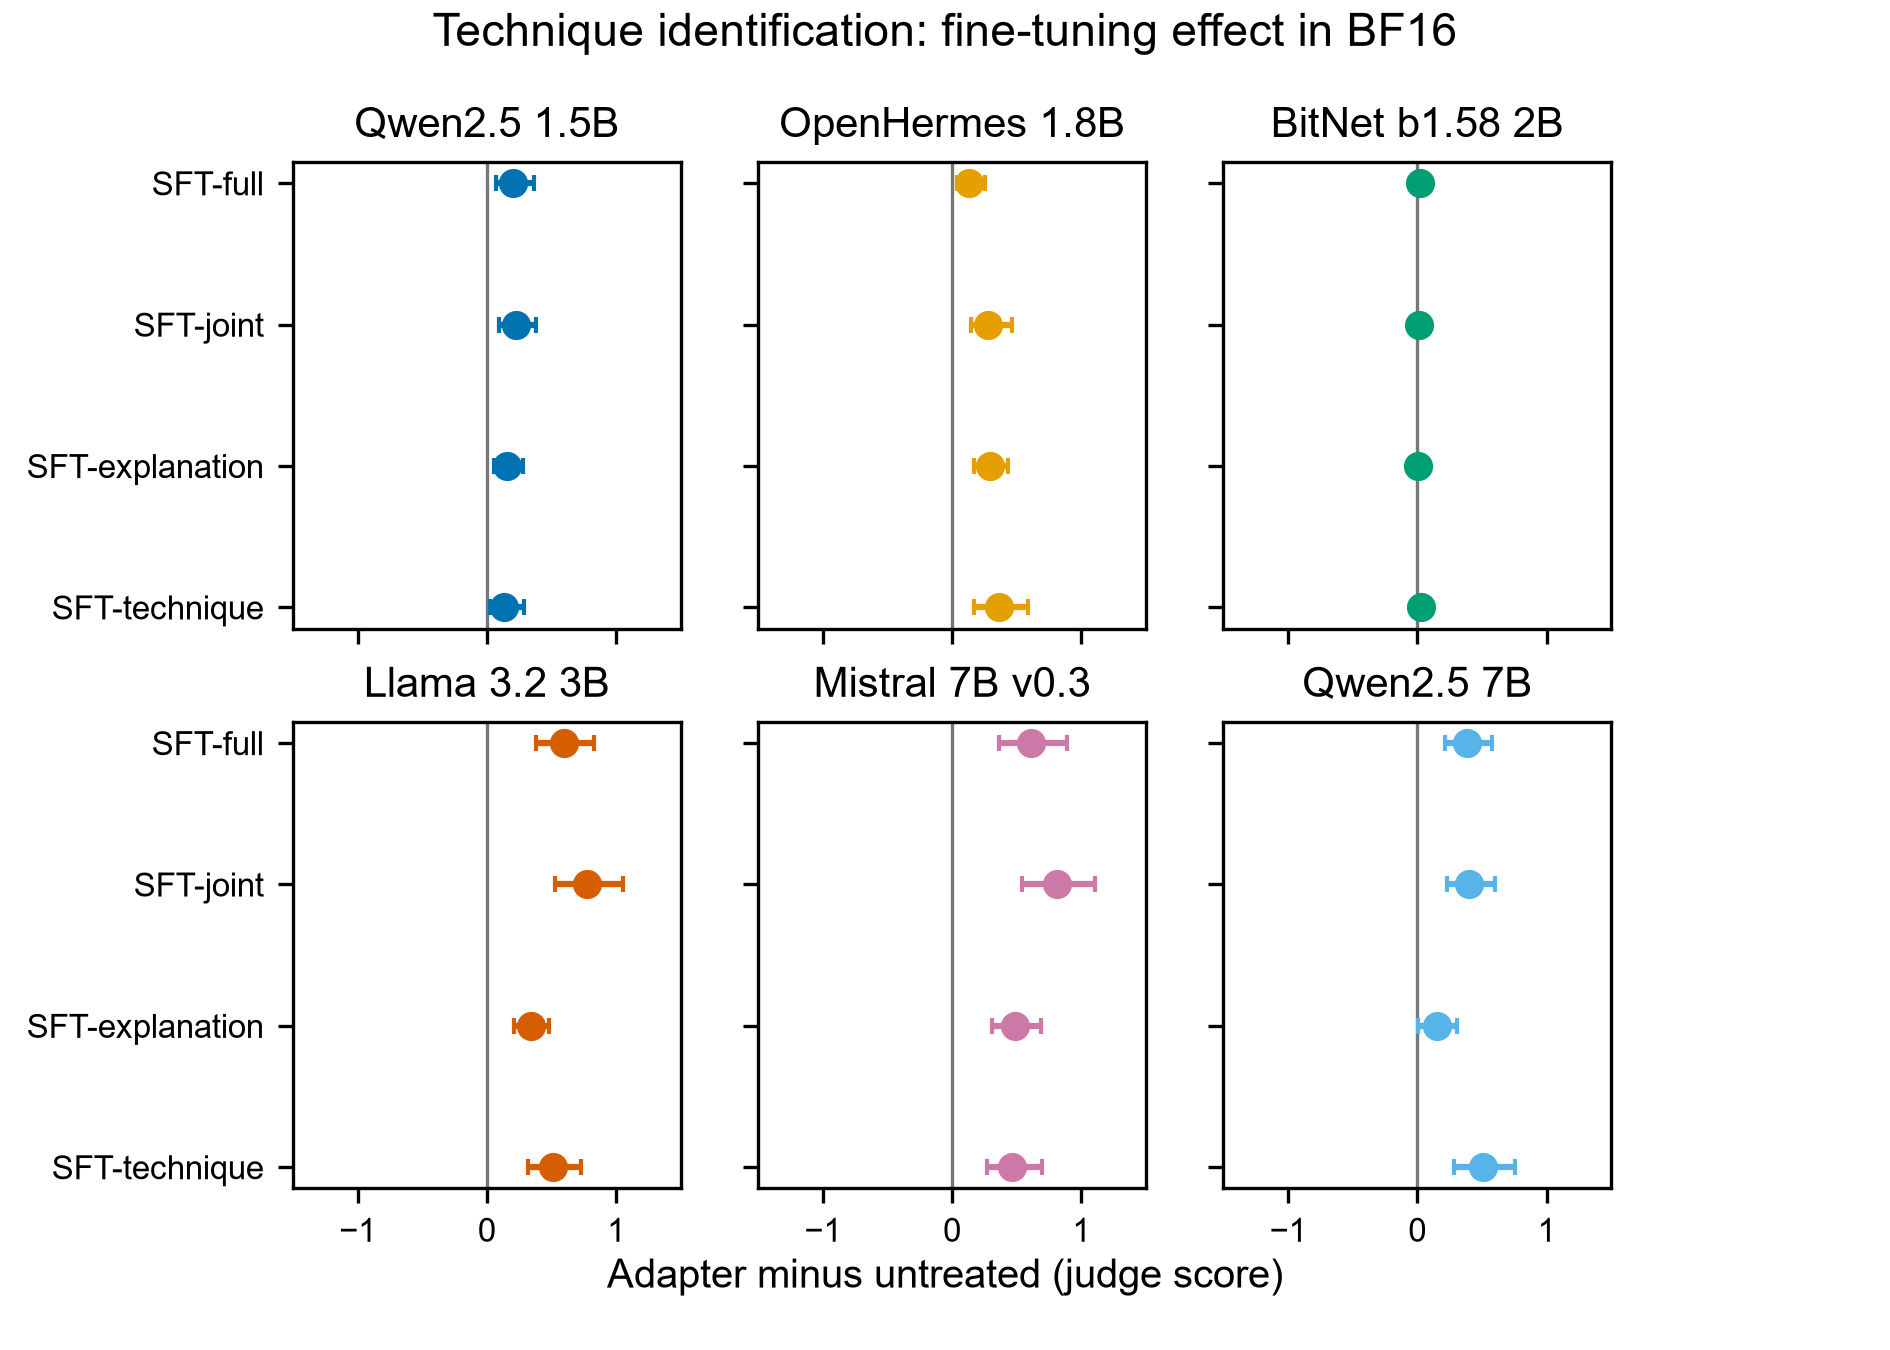 Technique identification: fine-tuning effect in BF16
Qwen2.5 1.5B
OpenHermes 1.8B
BitNet b1.58 2B
SFT-full
SFT-joint
SFT-explanation
SFT-technique
Llama 3.2 3B
Mistral 7B v0.3
Qwen2.5 7B
SFT-full
SFT-joint
SFT-explanation
SFT-technique
−1 0 1
−1 0 1
−1 0 1
Adapter minus untreated (judge score)